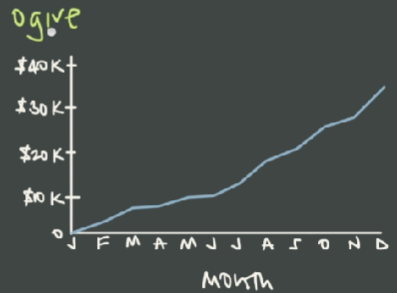 ogive
$40K
$30K
$20K
$10K
0
J F M A M J J A S O N D
Month